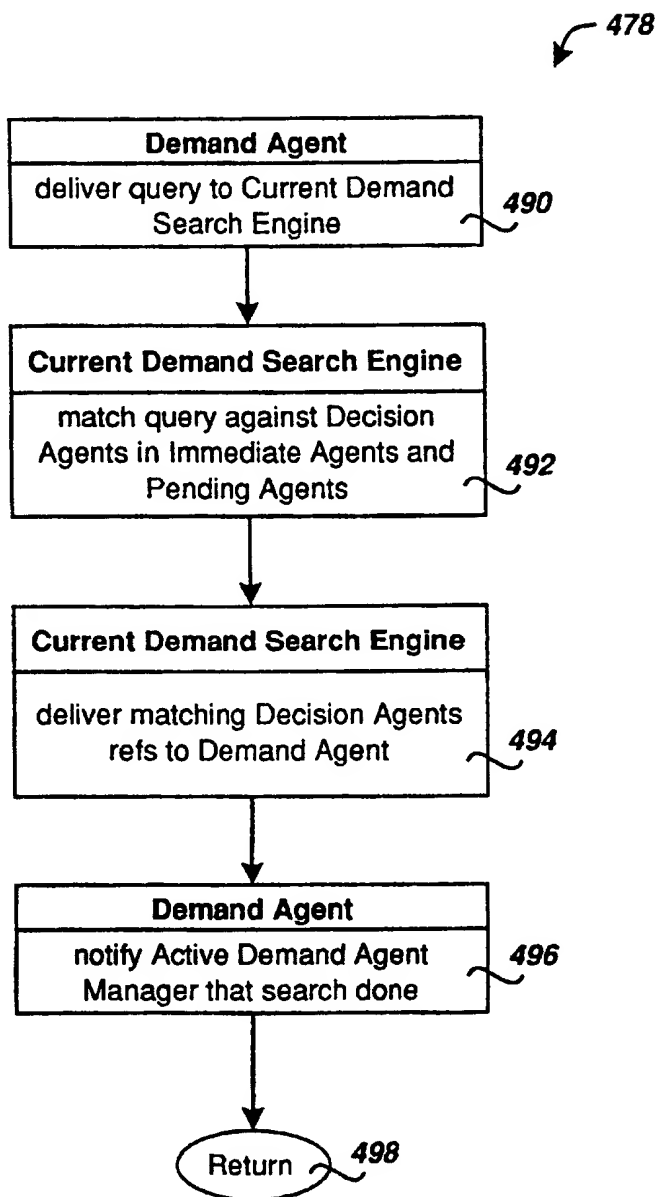 478
Demand Agent
deliver query to Current Demand
Search Engine
490
Current Demand Search Engine
match query against Decision
Agents in Immediate Agents and
Pending Agents
492
Current Demand Search Engine
deliver matching Decision Agents
refs to Demand Agent
494
Demand Agent
notify Active Demand Agent
Manager that search done
496
Return
498